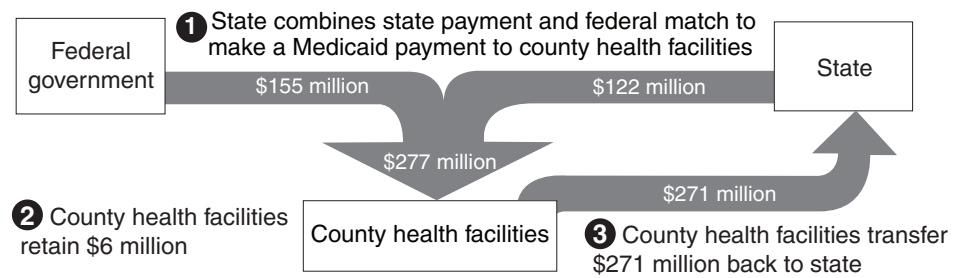 1 State combines state payment and federal match to
make a Medicaid payment to county health facilities
Federal
government
State
$155 million
$122 million
$277 million
$271 million
2 County health facilities
retain $6 million
County health facilities
3 County health facilities transfer
$271 million back to state